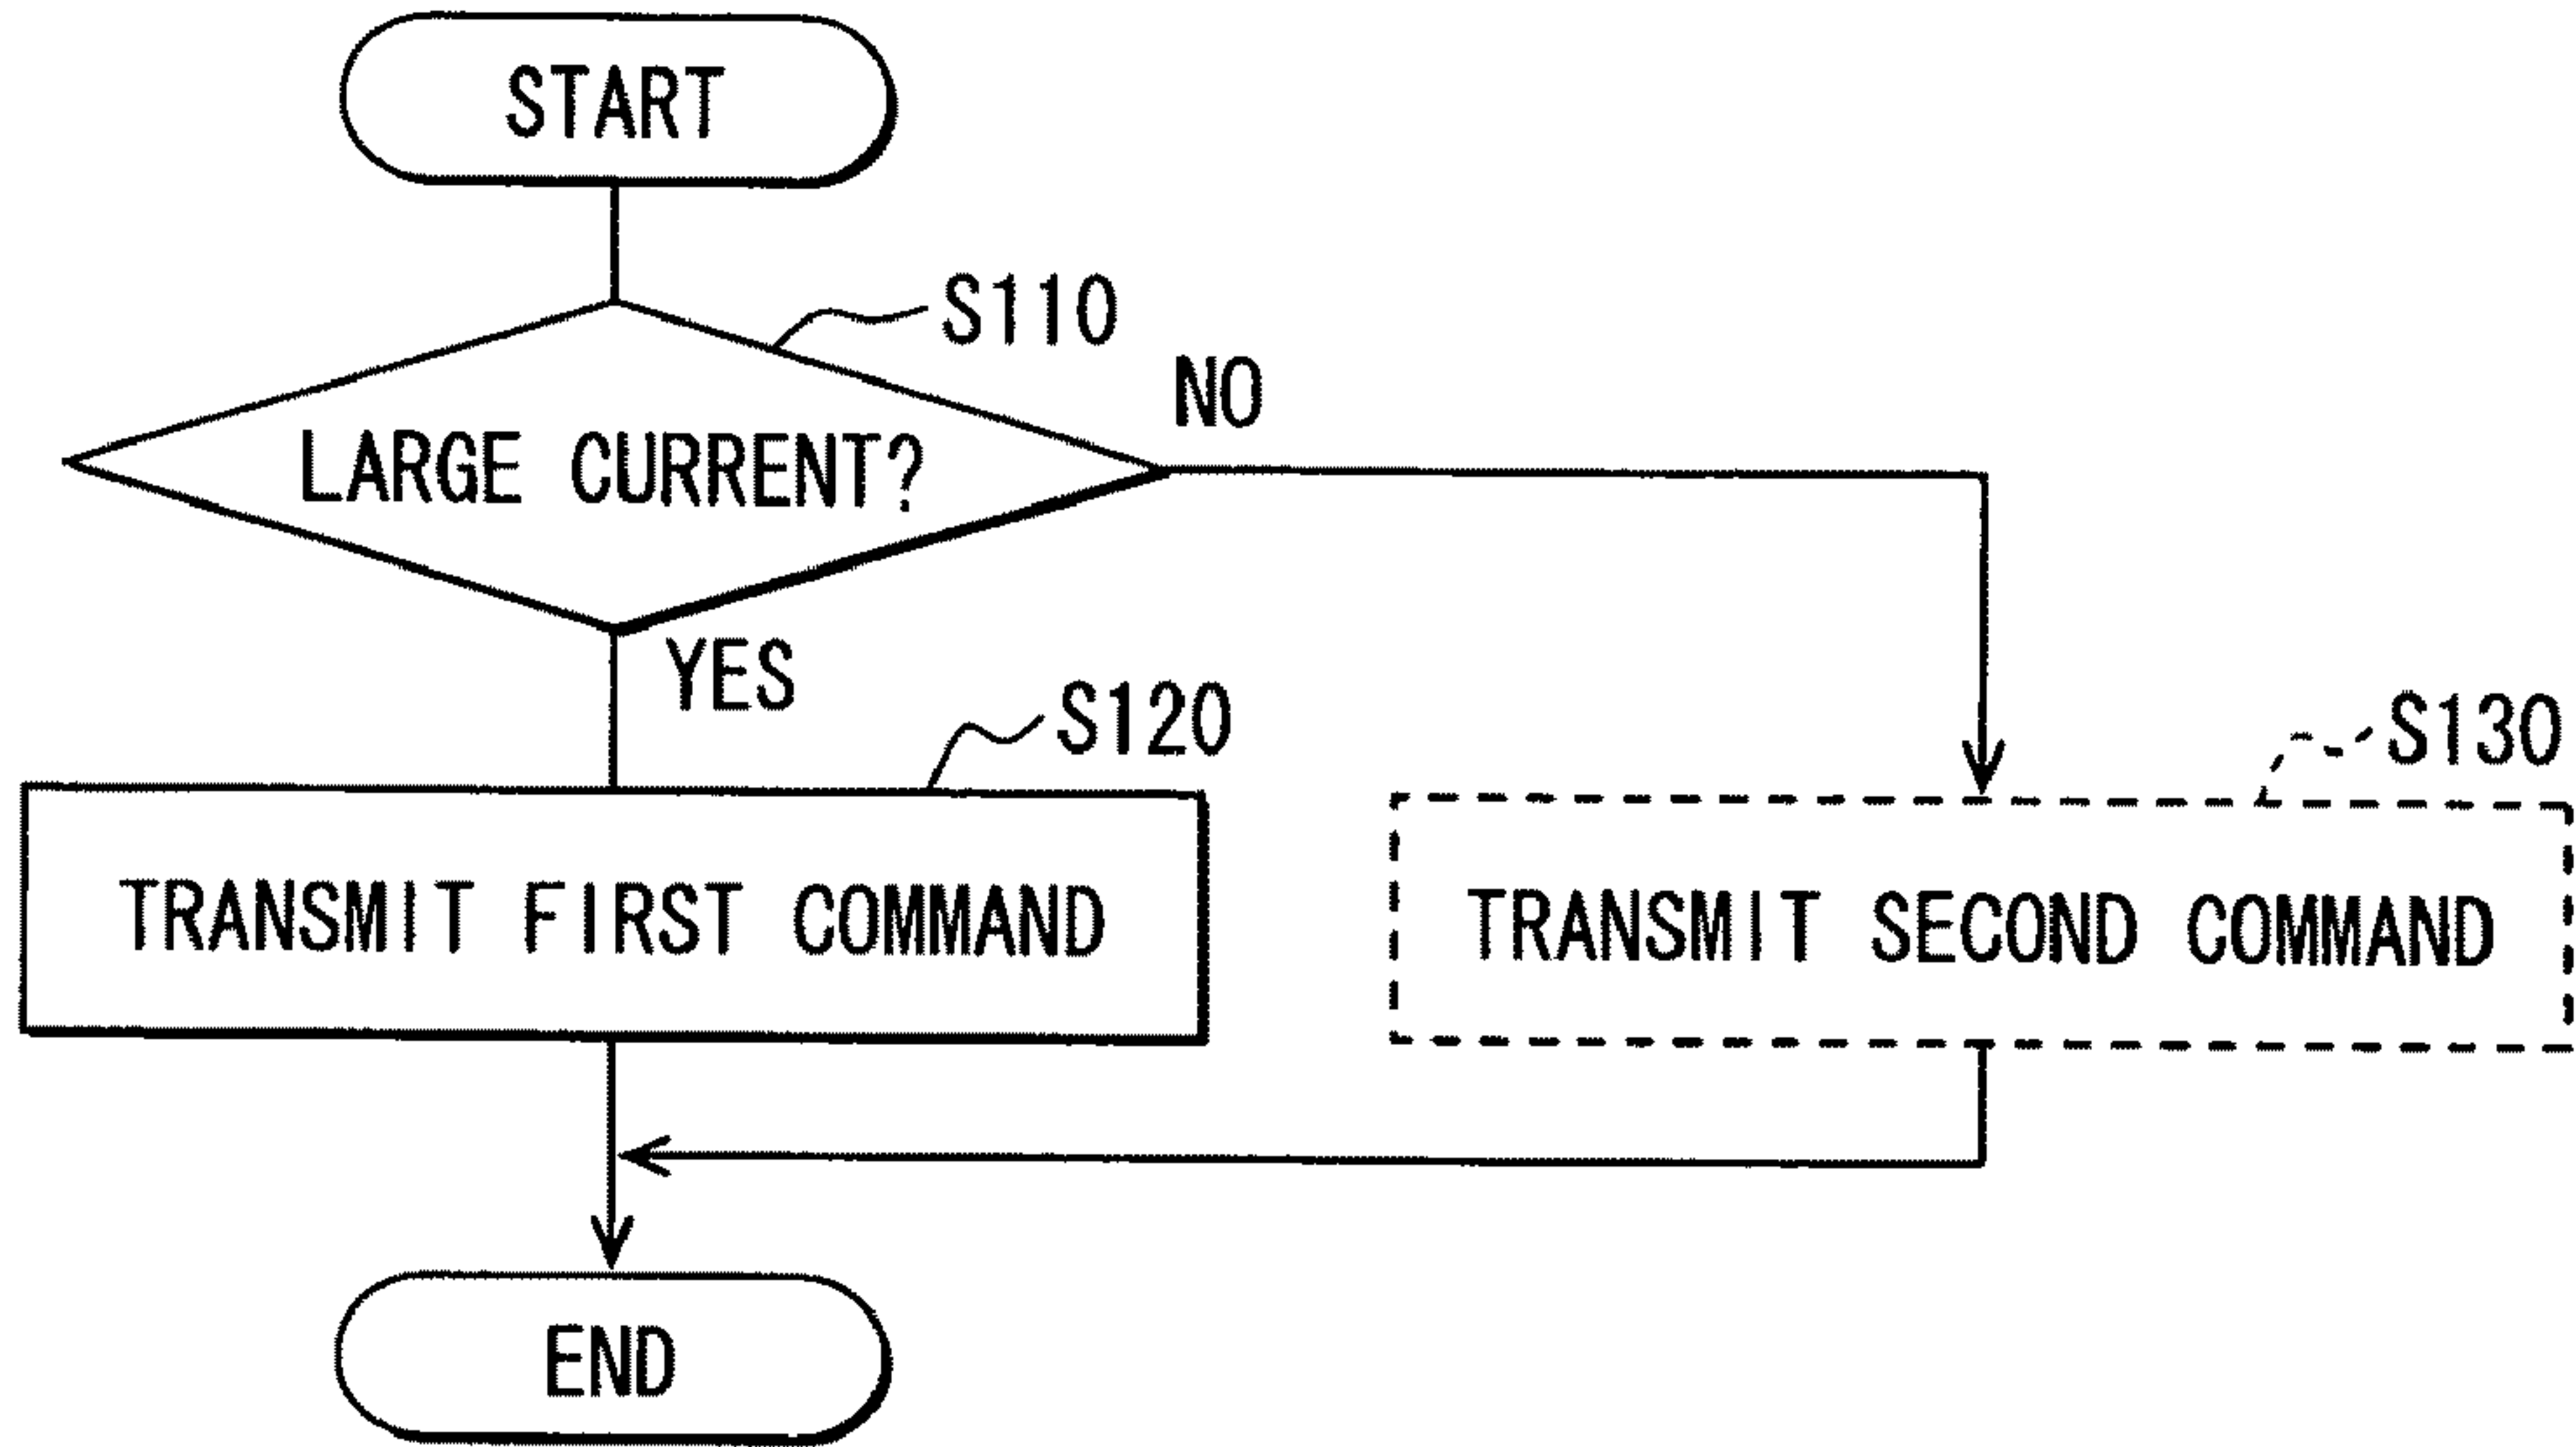 START
S110
NO
LARGE CURRENT?
YES
S120
S130
TRANSMIT FIRST COMMAND
TRANSMIT SECOND COMMAND
END